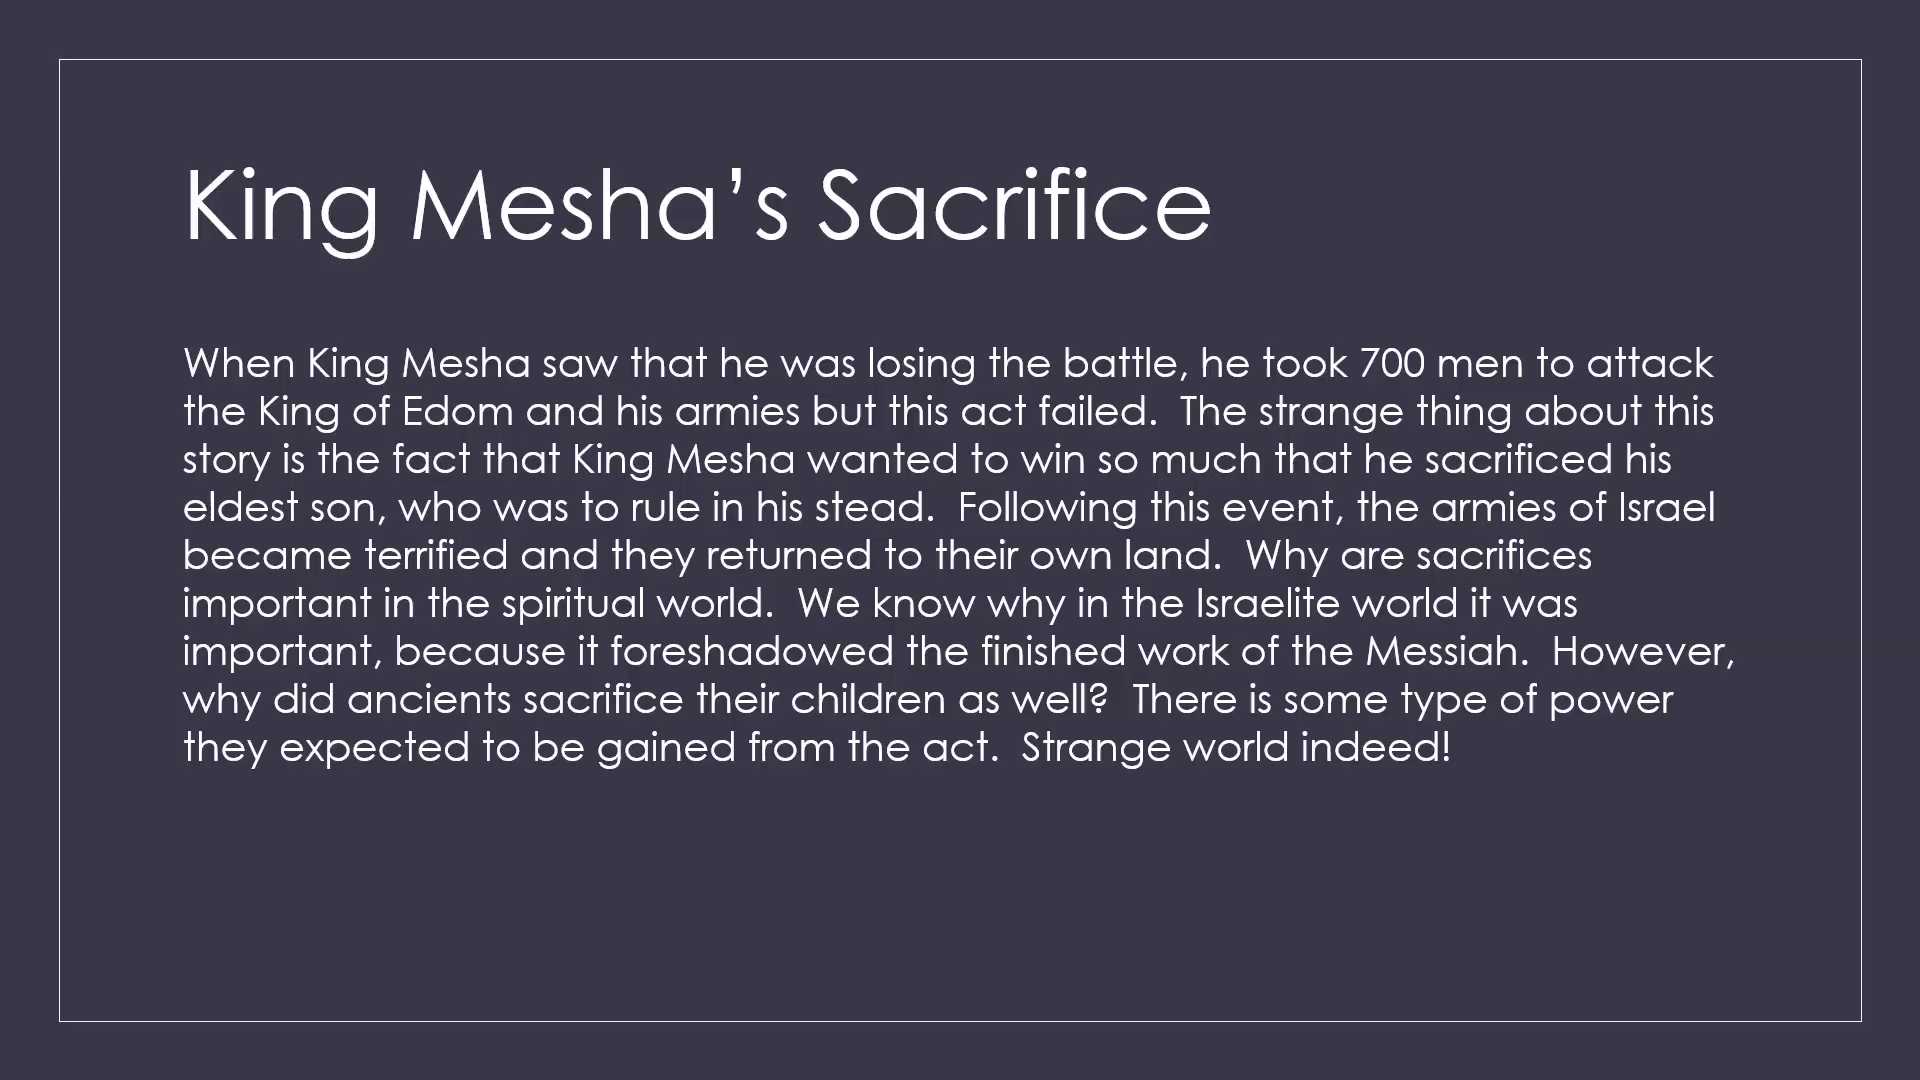 King Mesha’s Sacrifice
When King Mesha saw that he was losing the battle, he took 700 men to attack
the King of Edom and his armies but this act failed.  The strange thing about this
story is the fact that King Mesha wanted to win so much that he sacrificed his
eldest son, who was to rule in his stead.  Following this event, the armies of Israel
became terrified and they returned to their own land.  Why are sacrifices
important in the spiritual world.  We know why in the Israelite world it was
important, because it foreshadowed the finished work of the Messiah.  However,
why did ancients sacrifice their children as well?  There is some type of power
they expected to be gained from the act.  Strange world indeed!